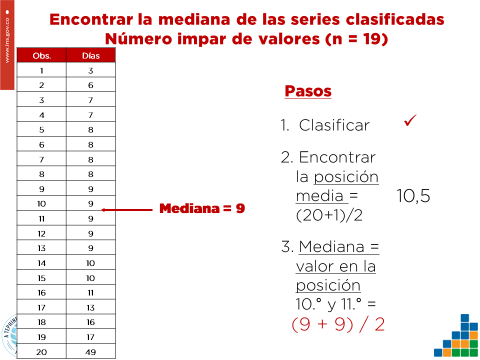 www.ins.gov.co
Encontrar la mediana de las series clasificadas
Número impar de valores (n = 19)
Obs. Días
1 3
2 6
3 7
4 7
5 8
6 8
7 8
8 8
9 9
10 9
11 9
12 9
13 9
14 10
15 10
16 11
17 13
18 16
19 17
20 49
Mediana = 9
Pasos
1. Clasificar ✓
2. Encontrar
la posición
media =
(20+1)/2
10,5
3. Mediana =
valor en la
posición
10.° y 11.° =
(9 + 9) / 2